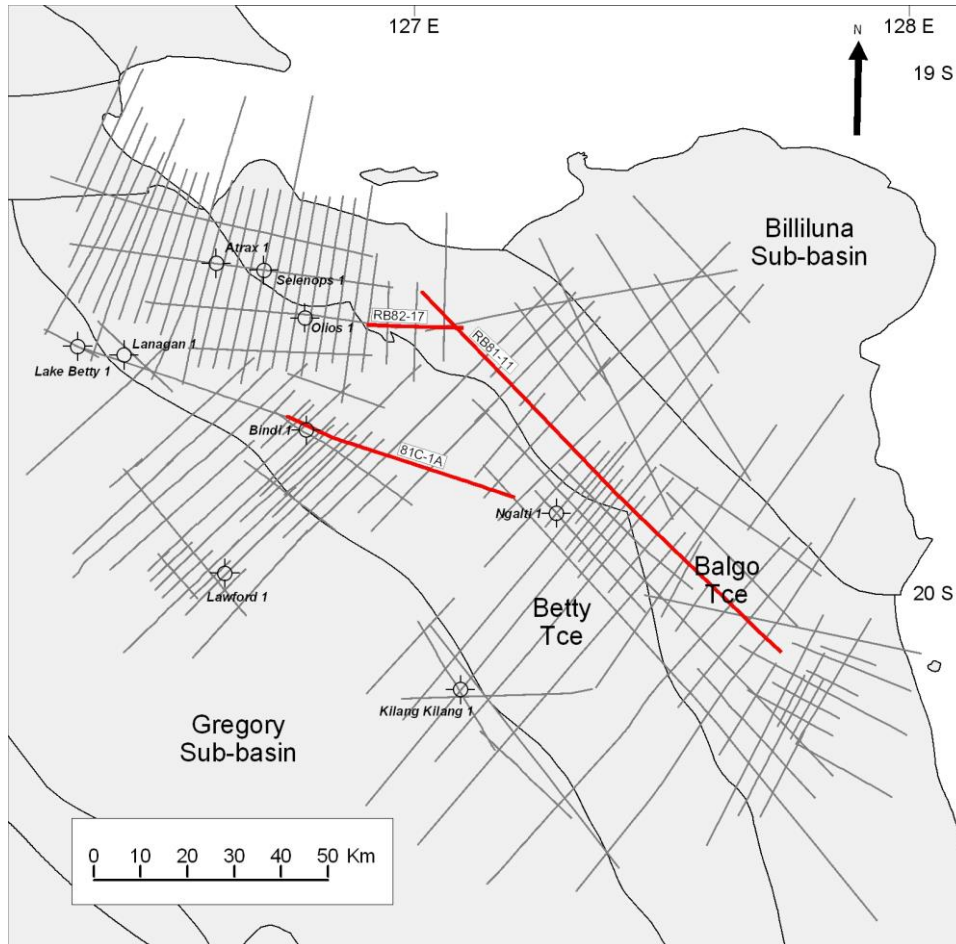 127 E
128 E
N
19 S
Billiluna
Sub-basin
Atrax 1
Selenops 1
RB82-17
Olios 1
RB81-11
Lanagan 1
Lake Betty 1
Bindi 1
81C-1A
Ngalti 1
Balgo
Tce
Lawford 1
20 S
Betty
Tce
Kilang Kilang 1
Gregory
Sub-basin
0 10 20 30 40 50 Km